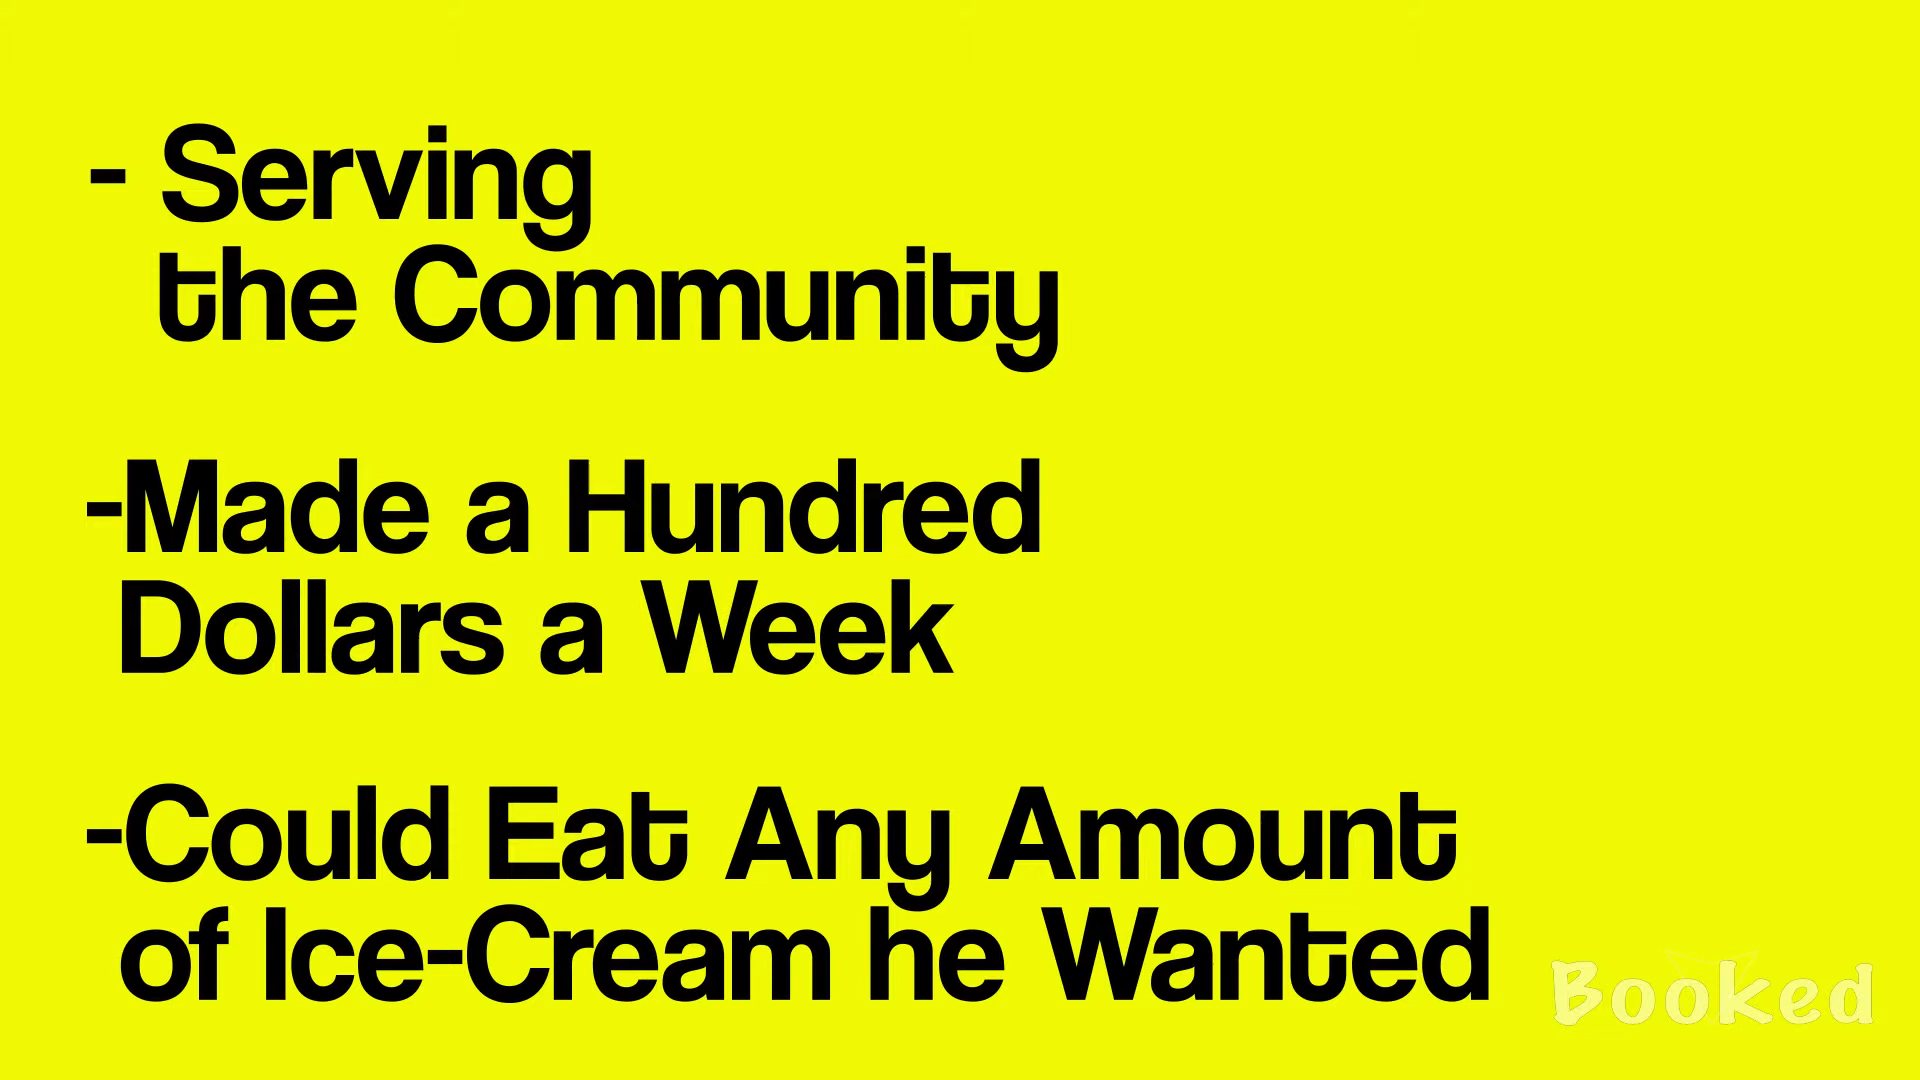 - Serving
the Community
-Made a Hundred
Dollars a Week
-Could Eat Any Amount
of Ice-Cream he Wanted
Booked